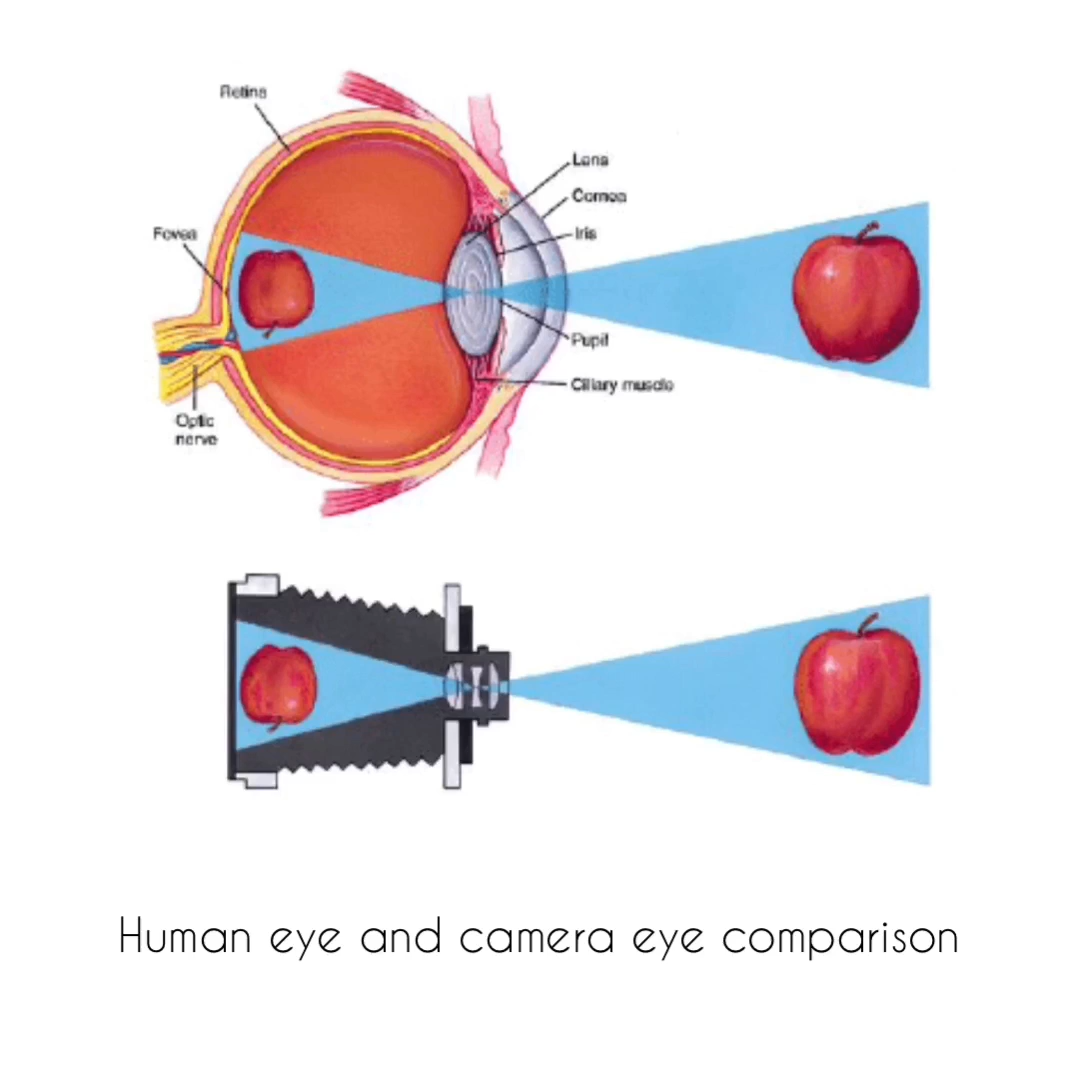 Retina
Lens
Cornea
Iris
Fovea
Pupil
Ciliary muscle
Optic
nerve
Human eye and camera eye comparison